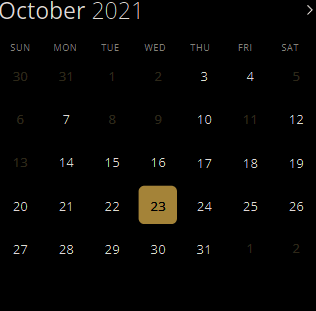 October 2021
SUN MON TUE WED THU FRI SAT
30 31 1 2 3 4 5
6 7 8 9 10 11 12
13 14 15 16 17 18 19
20 21 22 23 24 25 26
27 28 29 30 31 1 2